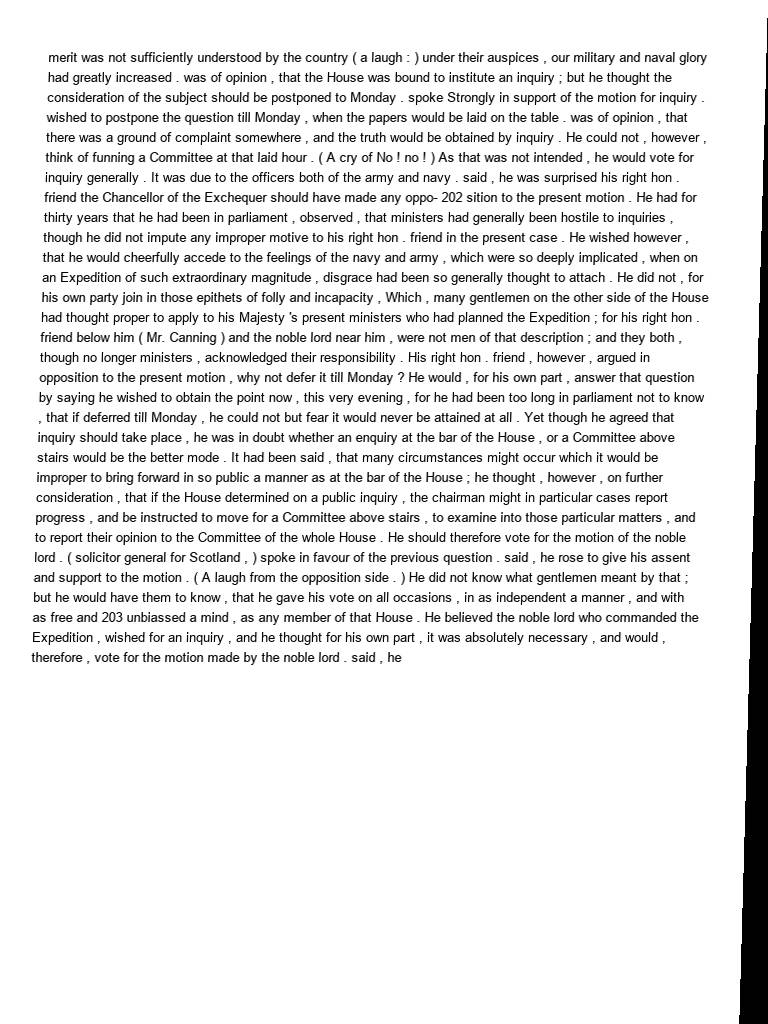 merit was not sufficiently understood by the country ( a laugh : ) under their auspices , our military and naval glory
had greatly increased . was of opinion , that the House was bound to institute an inquiry ; but he thought the
consideration of the subject should be postponed to Monday . spoke Strongly in support of the motion for inquiry .
wished to postpone the question till Monday , when the papers would be laid on the table . was of opinion , that
there was a ground of complaint somewhere , and the truth would be obtained by inquiry . He could not , however ,
think of funning a Committee at that laid hour . ( A cry of No ! no ! ) As that was not intended , he would vote for
inquiry generally . It was due to the officers both of the army and navy . said , he was surprised his right hon .
friend the Chancellor of the Exchequer should have made any oppo- 202 sition to the present motion . He had for
thirty years that he had been in parliament , observed , that ministers had generally been hostile to inquiries ,
though he did not impute any improper motive to his right hon . friend in the present case . He wished however ,
that he would cheerfully accede to the feelings of the navy and army , which were so deeply implicated , when on
an Expedition of such extraordinary magnitude , disgrace had been so generally thought to attach . He did not , for
his own party join in those epithets of folly and incapacity , Which , many gentlemen on the other side of the House
had thought proper to apply to his Majesty 's present ministers who had planned the Expedition ; for his right hon .
friend below him ( Mr. Canning ) and the noble lord near him , were not men of that description ; and they both ,
though no longer ministers , acknowledged their responsibility . His right hon . friend , however , argued in
opposition to the present motion , why not defer it till Monday ? He would , for his own part , answer that question
by saying he wished to obtain the point now , this very evening , for he had been too long in parliament not to know
, that if deferred till Monday , he could not but fear it would never be attained at all . Yet though he agreed that
inquiry should take place , he was in doubt whether an enquiry at the bar of the House , or a Committee above
stairs would be the better mode . It had been said , that many circumstances might occur which it would be
improper to bring forward in so public a manner as at the bar of the House ; he thought , however , on further
consideration , that if the House determined on a public inquiry , the chairman might in particular cases report
progress , and be instructed to move for a Committee above stairs , to examine into those particular matters , and
to report their opinion to the Committee of the whole House . He should therefore vote for the motion of the noble
lord . ( solicitor general for Scotland , ) spoke in favour of the previous question . said , he rose to give his assent
and support to the motion . ( A laugh from the opposition side . ) He did not know what gentlemen meant by that ;
but he would have them to know , that he gave his vote on all occasions , in as independent a manner , and with
as free and 203 unbiassed a mind , as any member of that House . He believed the noble lord who commanded the
Expedition , wished for an inquiry , and he thought for his own part , it was absolutely necessary , and would ,
therefore , vote for the motion made by the noble lord . said , he